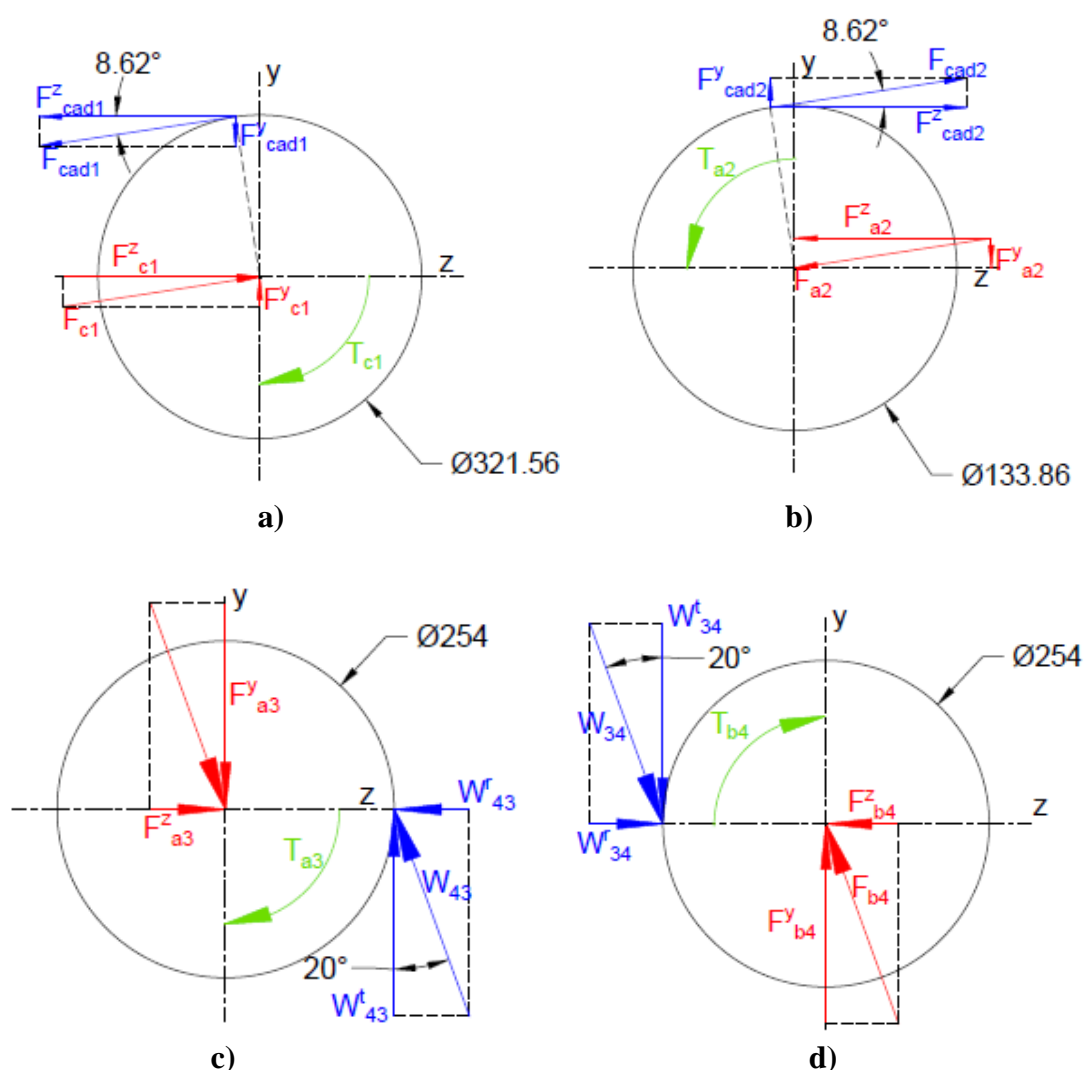 8.62°
y
F^z_cad1
F^y_cad1
F_cad1
F^z_c1
z
F^y_c1
F_c1
T_c1
Ø321.56
a)
8.62°
y
F^y_cad2
F_cad2
F^z_cad2
T_a2
F^z_a2
F^y_a2
F_a2
z
Ø133.86
b)
y
Ø254
F^y_a3
z
W^r_43
F^z_a3
T_a3
W_43
20°
W^t_43
c)
W^t_34
y
20°
Ø254
W_34
T_b4
F^z_b4
z
W^r_34
F_b4
F^y_b4
d)